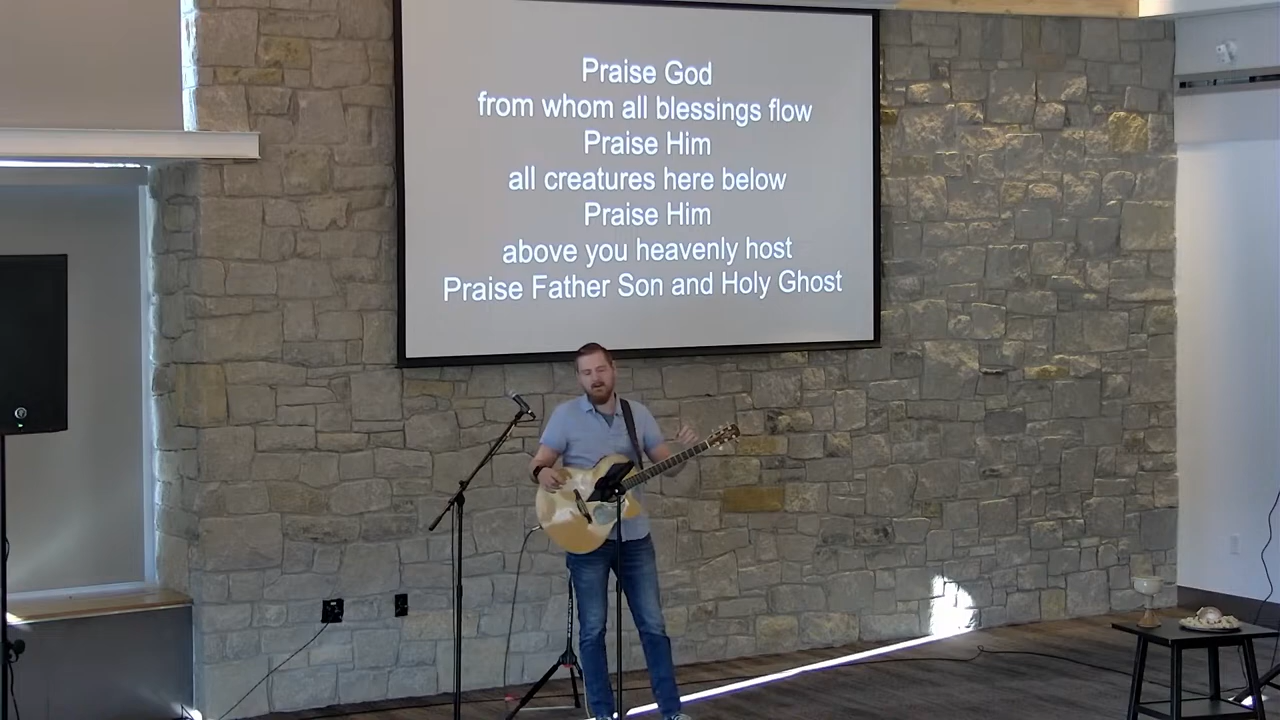 Praise God
from whom all blessings flow
Praise Him
all creatures here below
Praise Him
above you heavenly host
Praise Father Son and Holy Ghost